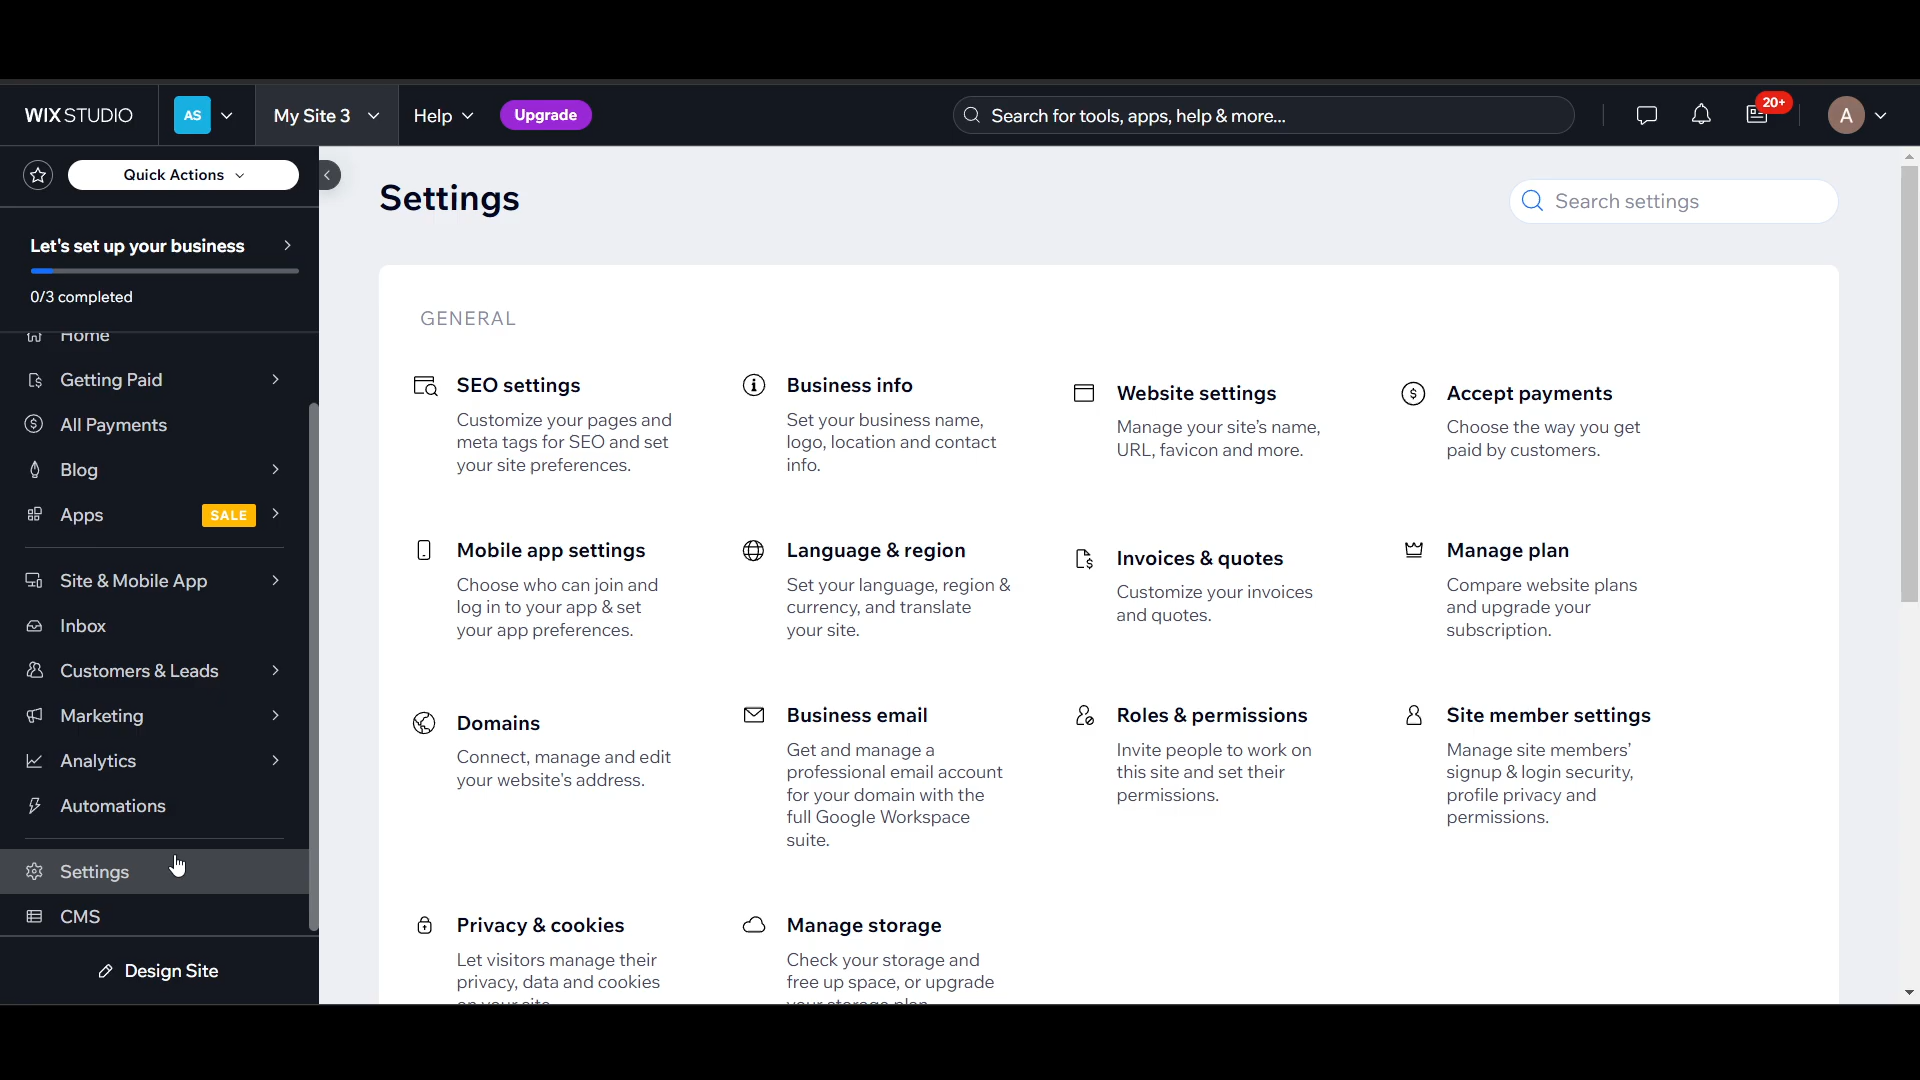 WIX STUDIO
AS
My Site 3
Help
Upgrade
Search for tools, apps, help & more...
20+
A
Quick Actions
Let's set up your business
0/3 completed
Home
Getting Paid
All Payments
Blog
Apps
SALE
Site & Mobile App
Inbox
Customers & Leads
Marketing
Analytics
Automations
Settings
CMS
Design Site
Settings
Search settings
GENERAL
SEO settings
Customize your pages and
meta tags for SEO and set
your site preferences.
Business info
Set your business name,
logo, location and contact
info.
Website settings
Manage your site's name,
URL, favicon and more.
Accept payments
Choose the way you get
paid by customers.
Mobile app settings
Choose who can join and
log in to your app & set
your app preferences.
Language & region
Set your language, region &
currency, and translate
your site.
Invoices & quotes
Customize your invoices
and quotes.
Manage plan
Compare website plans
and upgrade your
subscription.
Domains
Connect, manage and edit
your website's address.
Business email
Get and manage a
professional email account
for your domain with the
full Google Workspace
suite.
Roles & permissions
Invite people to work on
this site and set their
permissions.
Site member settings
Manage site members'
signup & login security,
profile privacy and
permissions.
Privacy & cookies
Let visitors manage their
privacy, data and cookies
on your site.
Manage storage
Check your storage and
free up space, or upgrade
your storage plan.